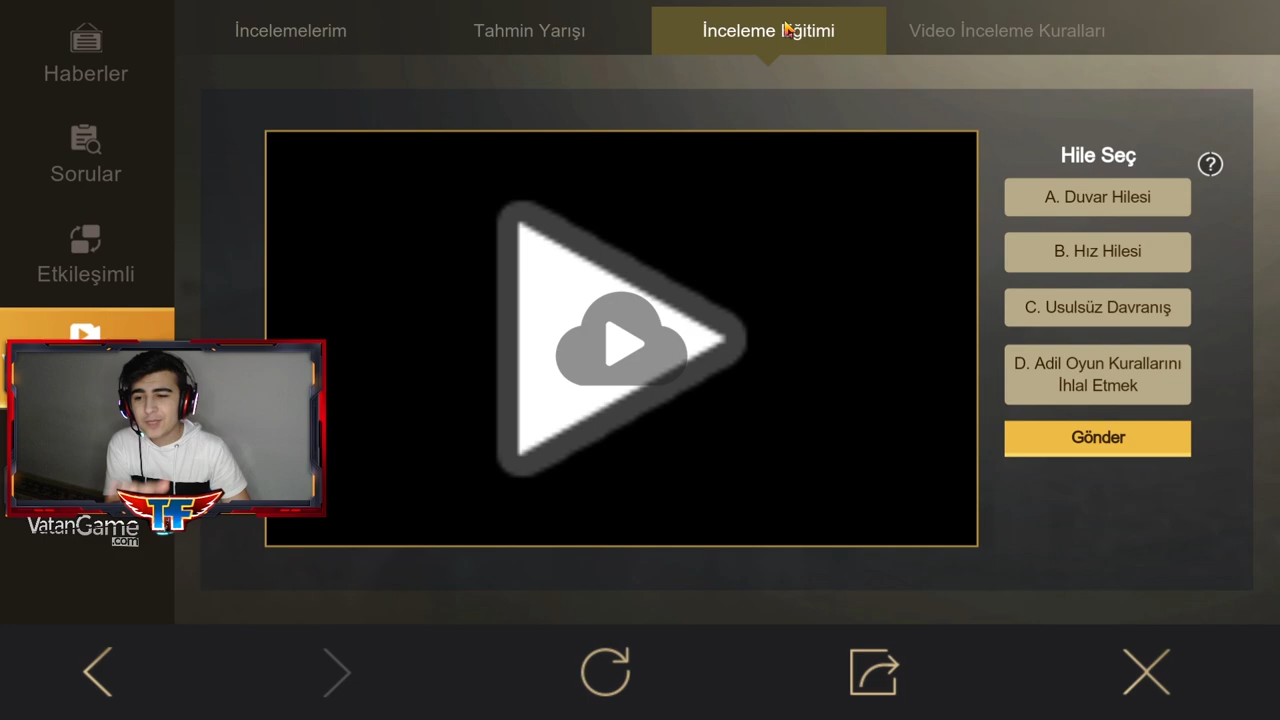 İncelemelerim
Tahmin Yarışı
İnceleme Eğitimi
Video İnceleme Kuralları
Haberler
Sorular
Etkileşimli
Hile Seç
?
A. Duvar Hilesi
B. Hız Hilesi
C. Usulsüz Davranış
D. Adil Oyun Kurallarını
İhlal Etmek
Gönder
TF
VatanGame
.com